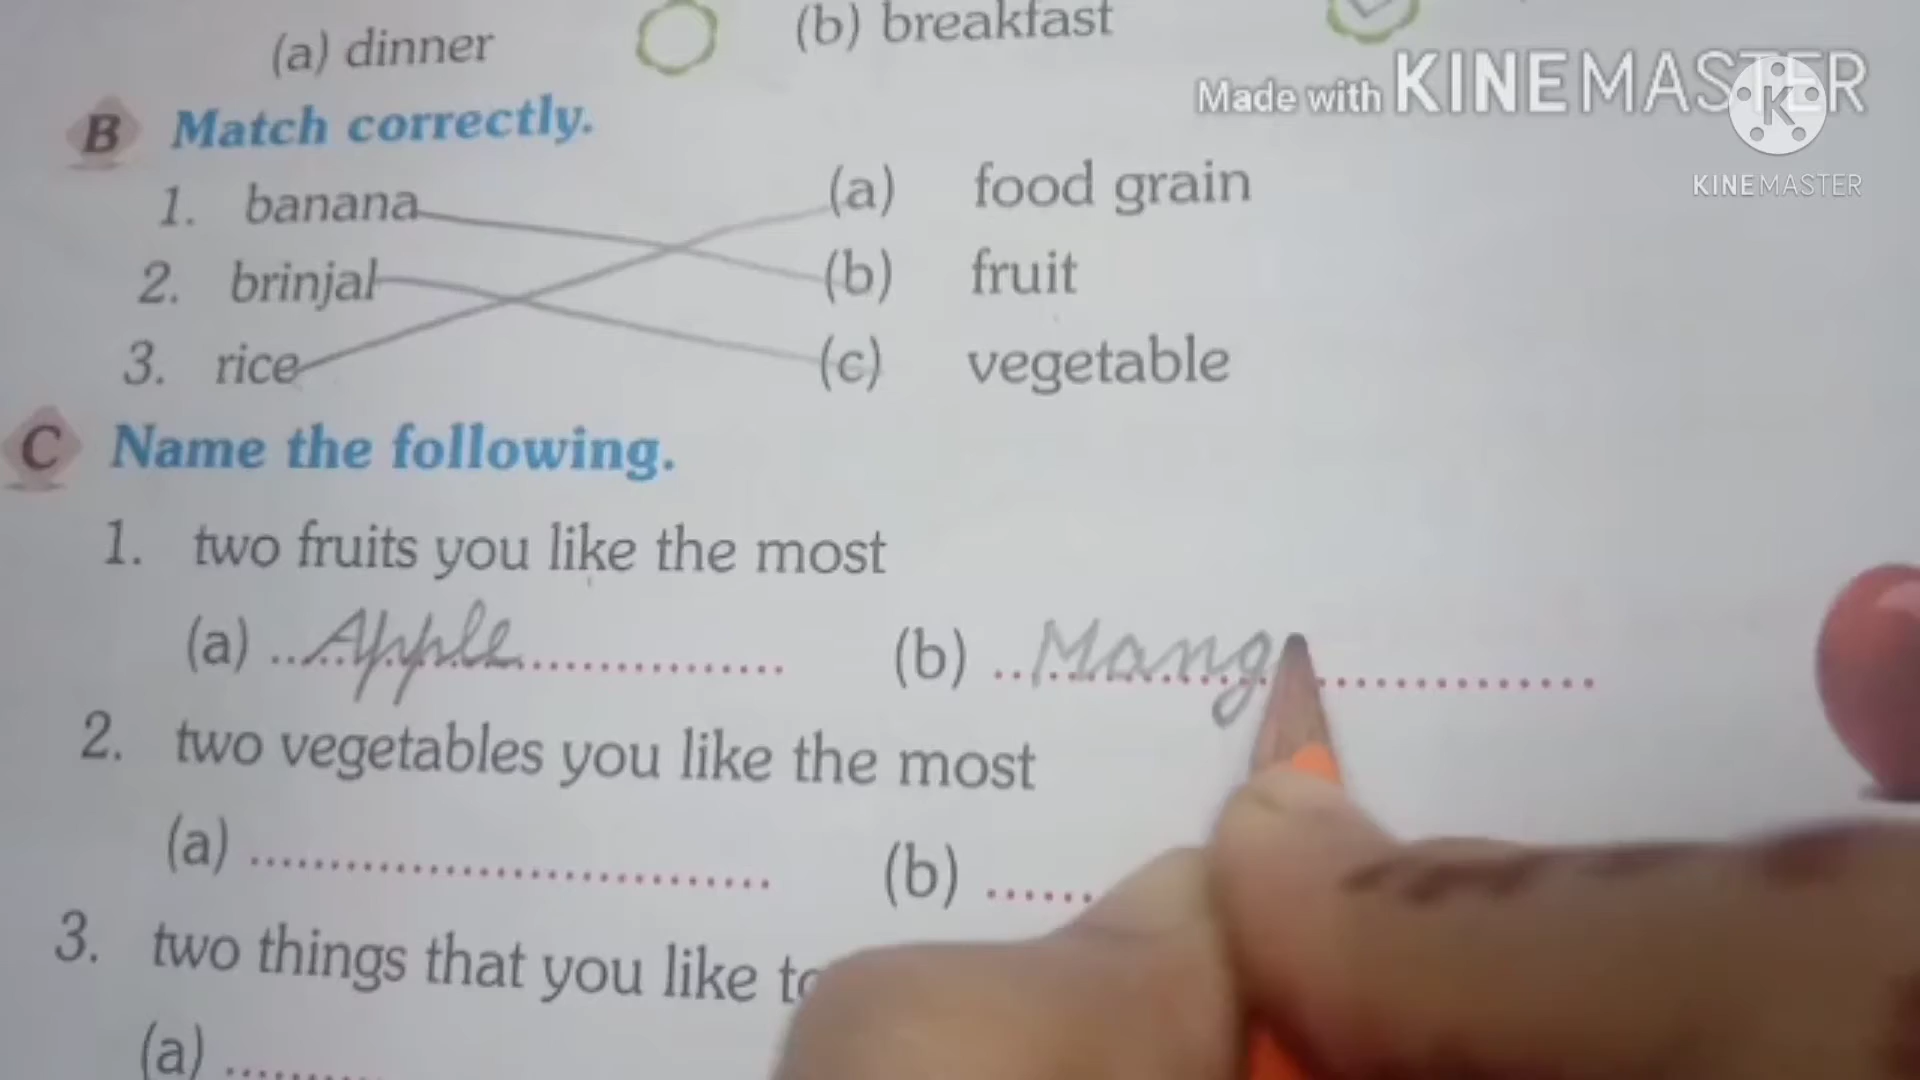 (a) dinner (b) breakfast
Made with KINEMASTER
KINEMASTER
B Match correctly.
1. banana (a) food grain
2. brinjal (b) fruit
3. rice (c) vegetable
C Name the following.
1. two fruits you like the most
(a) Apple (b) Mang
2. two vegetables you like the most
(a) (b)
3. two things that you like
(a)